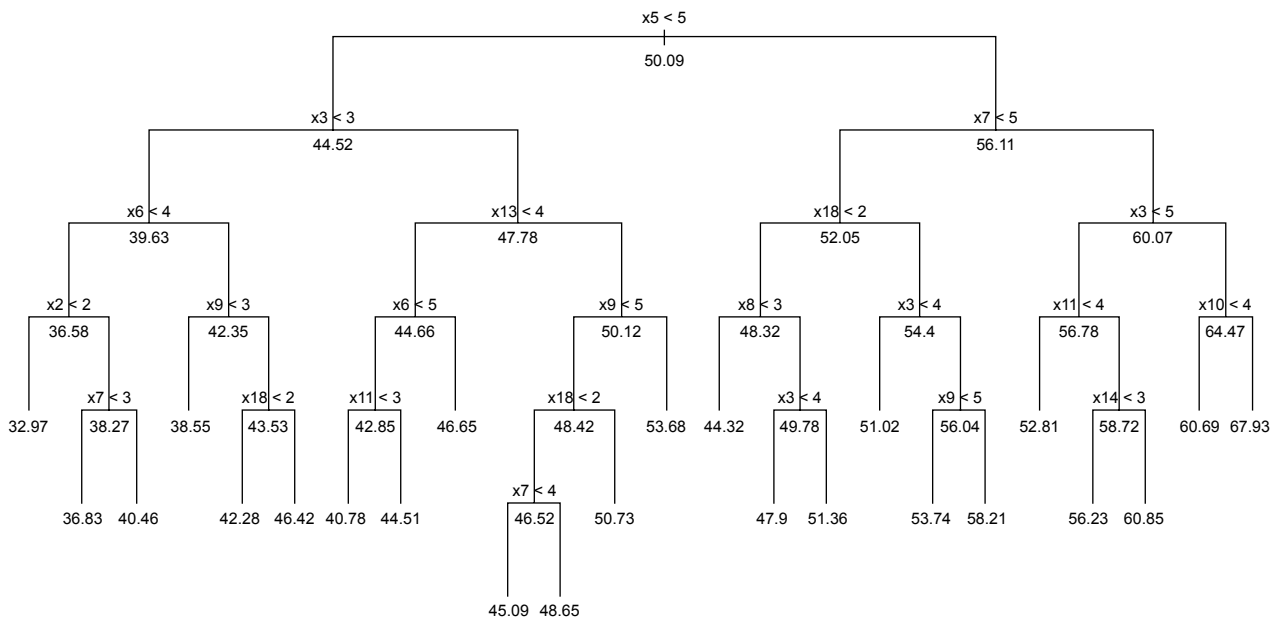 x5 < 5
50.09
x3 < 3 x7 < 5
44.52 56.11
x6 < 4 x13 < 4 x18 < 2 x3 < 5
39.63 47.78 52.05 60.07
x2 < 2 x9 < 3 x6 < 5 x9 < 5 x8 < 3 x3 < 4 x11 < 4 x10 < 4
36.58 42.35 44.66 50.12 48.32 54.4 56.78 64.47
x7 < 3 x18 < 2 x11 < 3 x18 < 2 x3 < 4 x9 < 5 x14 < 3
32.97 38.27 38.55 43.53 42.85 46.65 48.42 53.68 44.32 49.78 51.02 56.04 52.81 58.72 60.69 67.93
x7 < 4
36.83 40.46 42.28 46.42 40.78 44.51 46.52 50.73 47.9 51.36 53.74 58.21 56.23 60.85
45.09 48.65